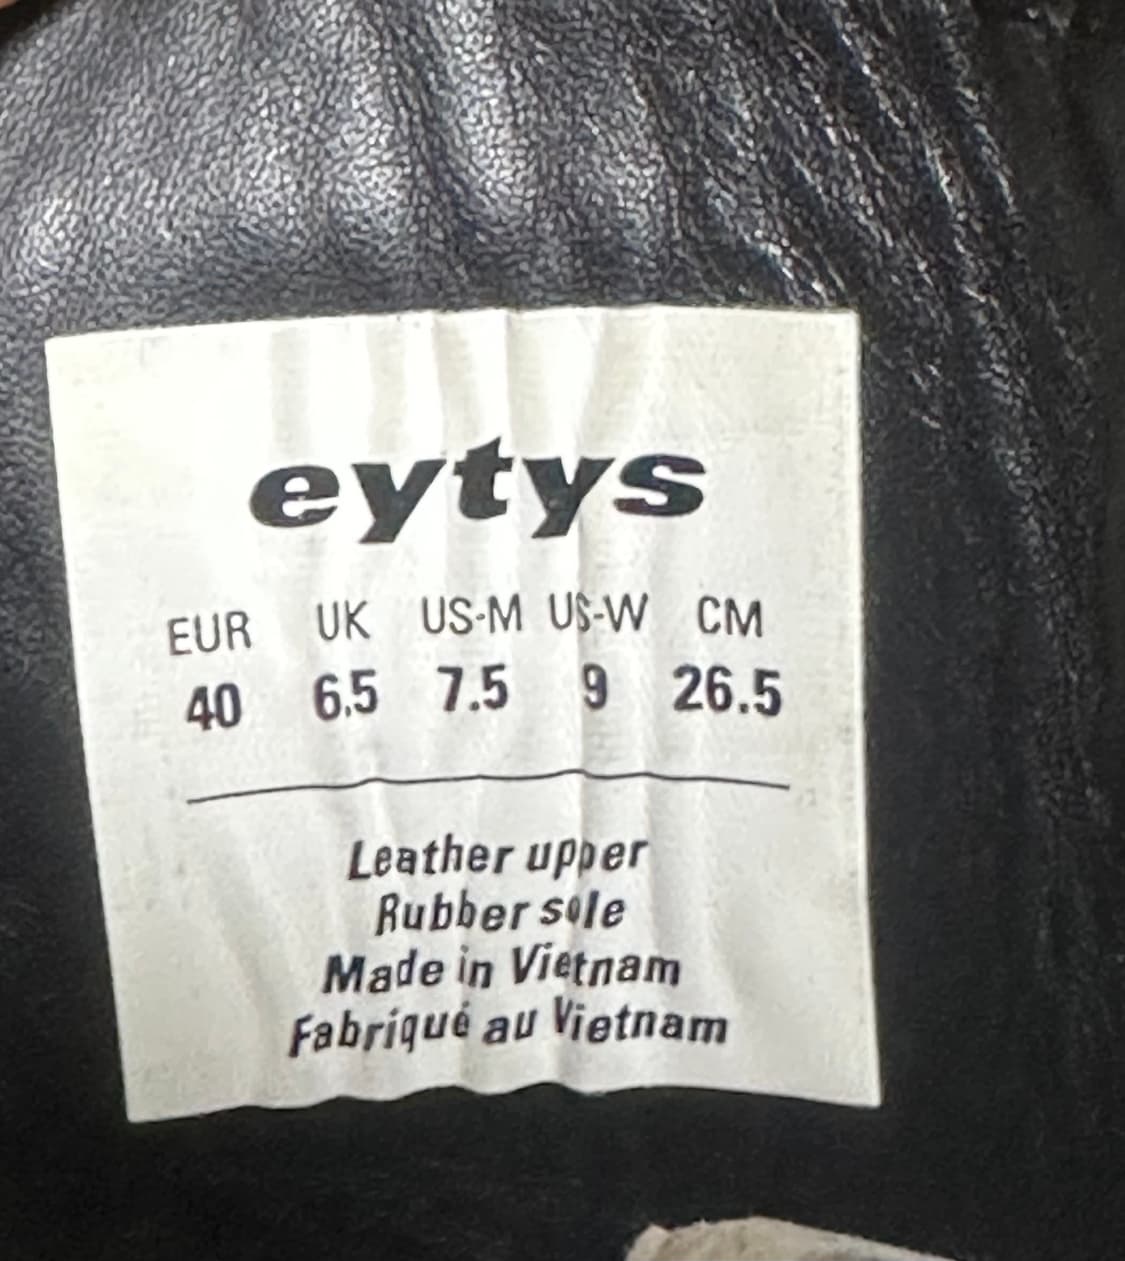 eytys
EUR UK US-M US-W CM
40 6.5 7.5 9 26.5
Leather upper
Rubber sole
Made in Vietnam
Fabriqué au Vietnam